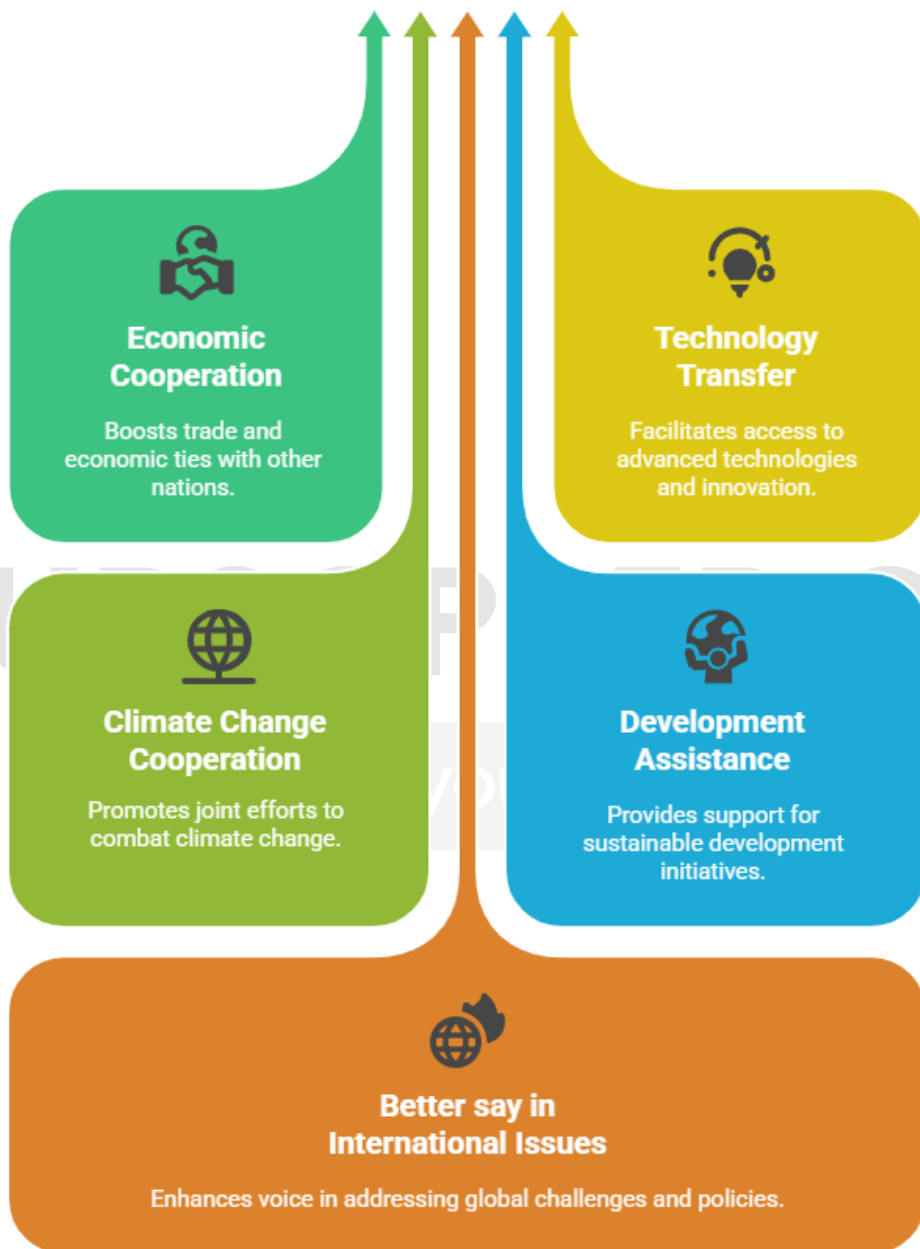 Economic
Cooperation
Boosts trade and
economic ties with other
nations.
Technology
Transfer
Facilitates access to
advanced technologies
and innovation.
Climate Change
Cooperation
Promotes joint efforts to
combat climate change.
Development
Assistance
Provides support for
sustainable development
initiatives.
Better say in
International Issues
Enhances voice in addressing global challenges and policies.